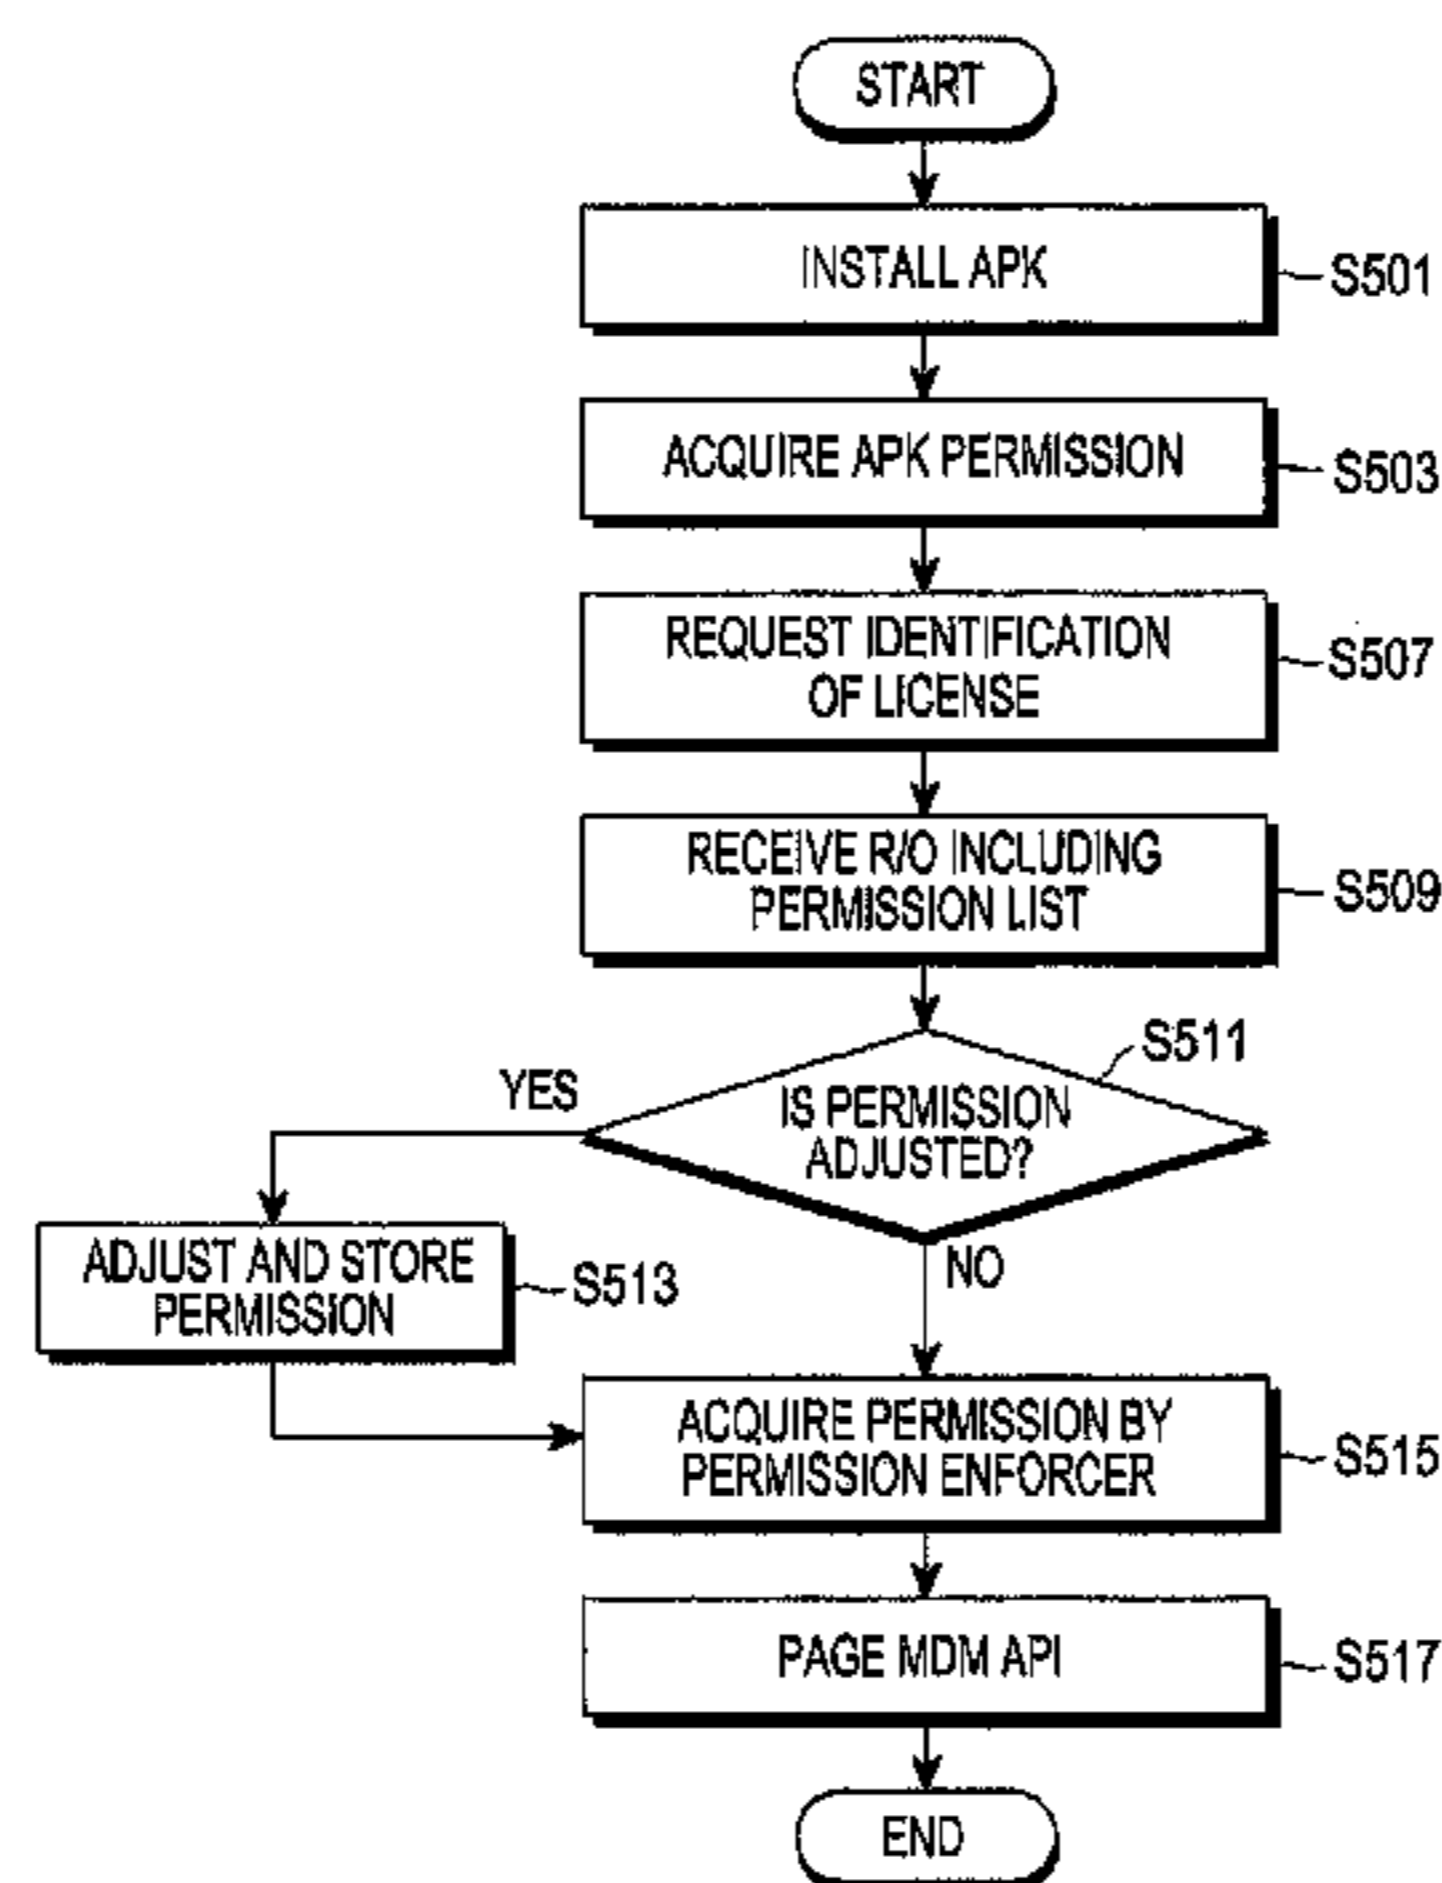 START
INSTALL APK
S501
ACQUIRE APK PERMISSION
S503
REQUEST IDENTIFICATION
OF LICENSE
S507
RECEIVE R/O INCLUDING
PERMISSION LIST
S509
S511
YES
IS PERMISSION
ADJUSTED?
NO
ADJUST AND STORE
PERMISSION
S513
ACQUIRE PERMISSION BY
PERMISSION ENFORCER
S515
PAGE MDM API
S517
END